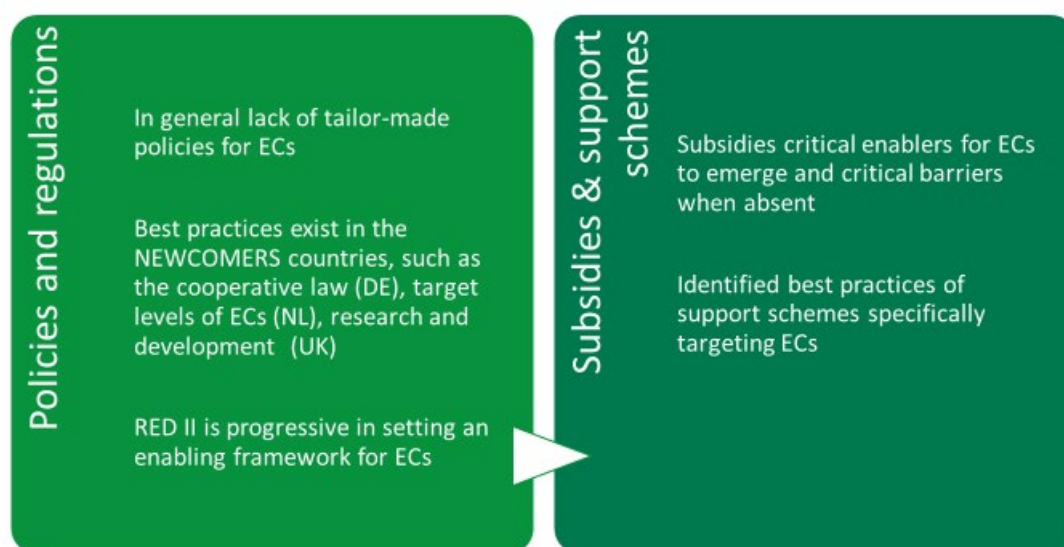 Policies and regulations
In general lack of tailor-made
policies for ECs
Best practices exist in the
NEWCOMERS countries, such as
the cooperative law (DE), target
levels of ECs (NL), research and
development (UK)
RED II is progressive in setting an
enabling framework for ECs
Subsidies & support
schemes
Subsidies critical enablers for ECs
to emerge and critical barriers
when absent
Identified best practices of
support schemes specifically
targeting ECs